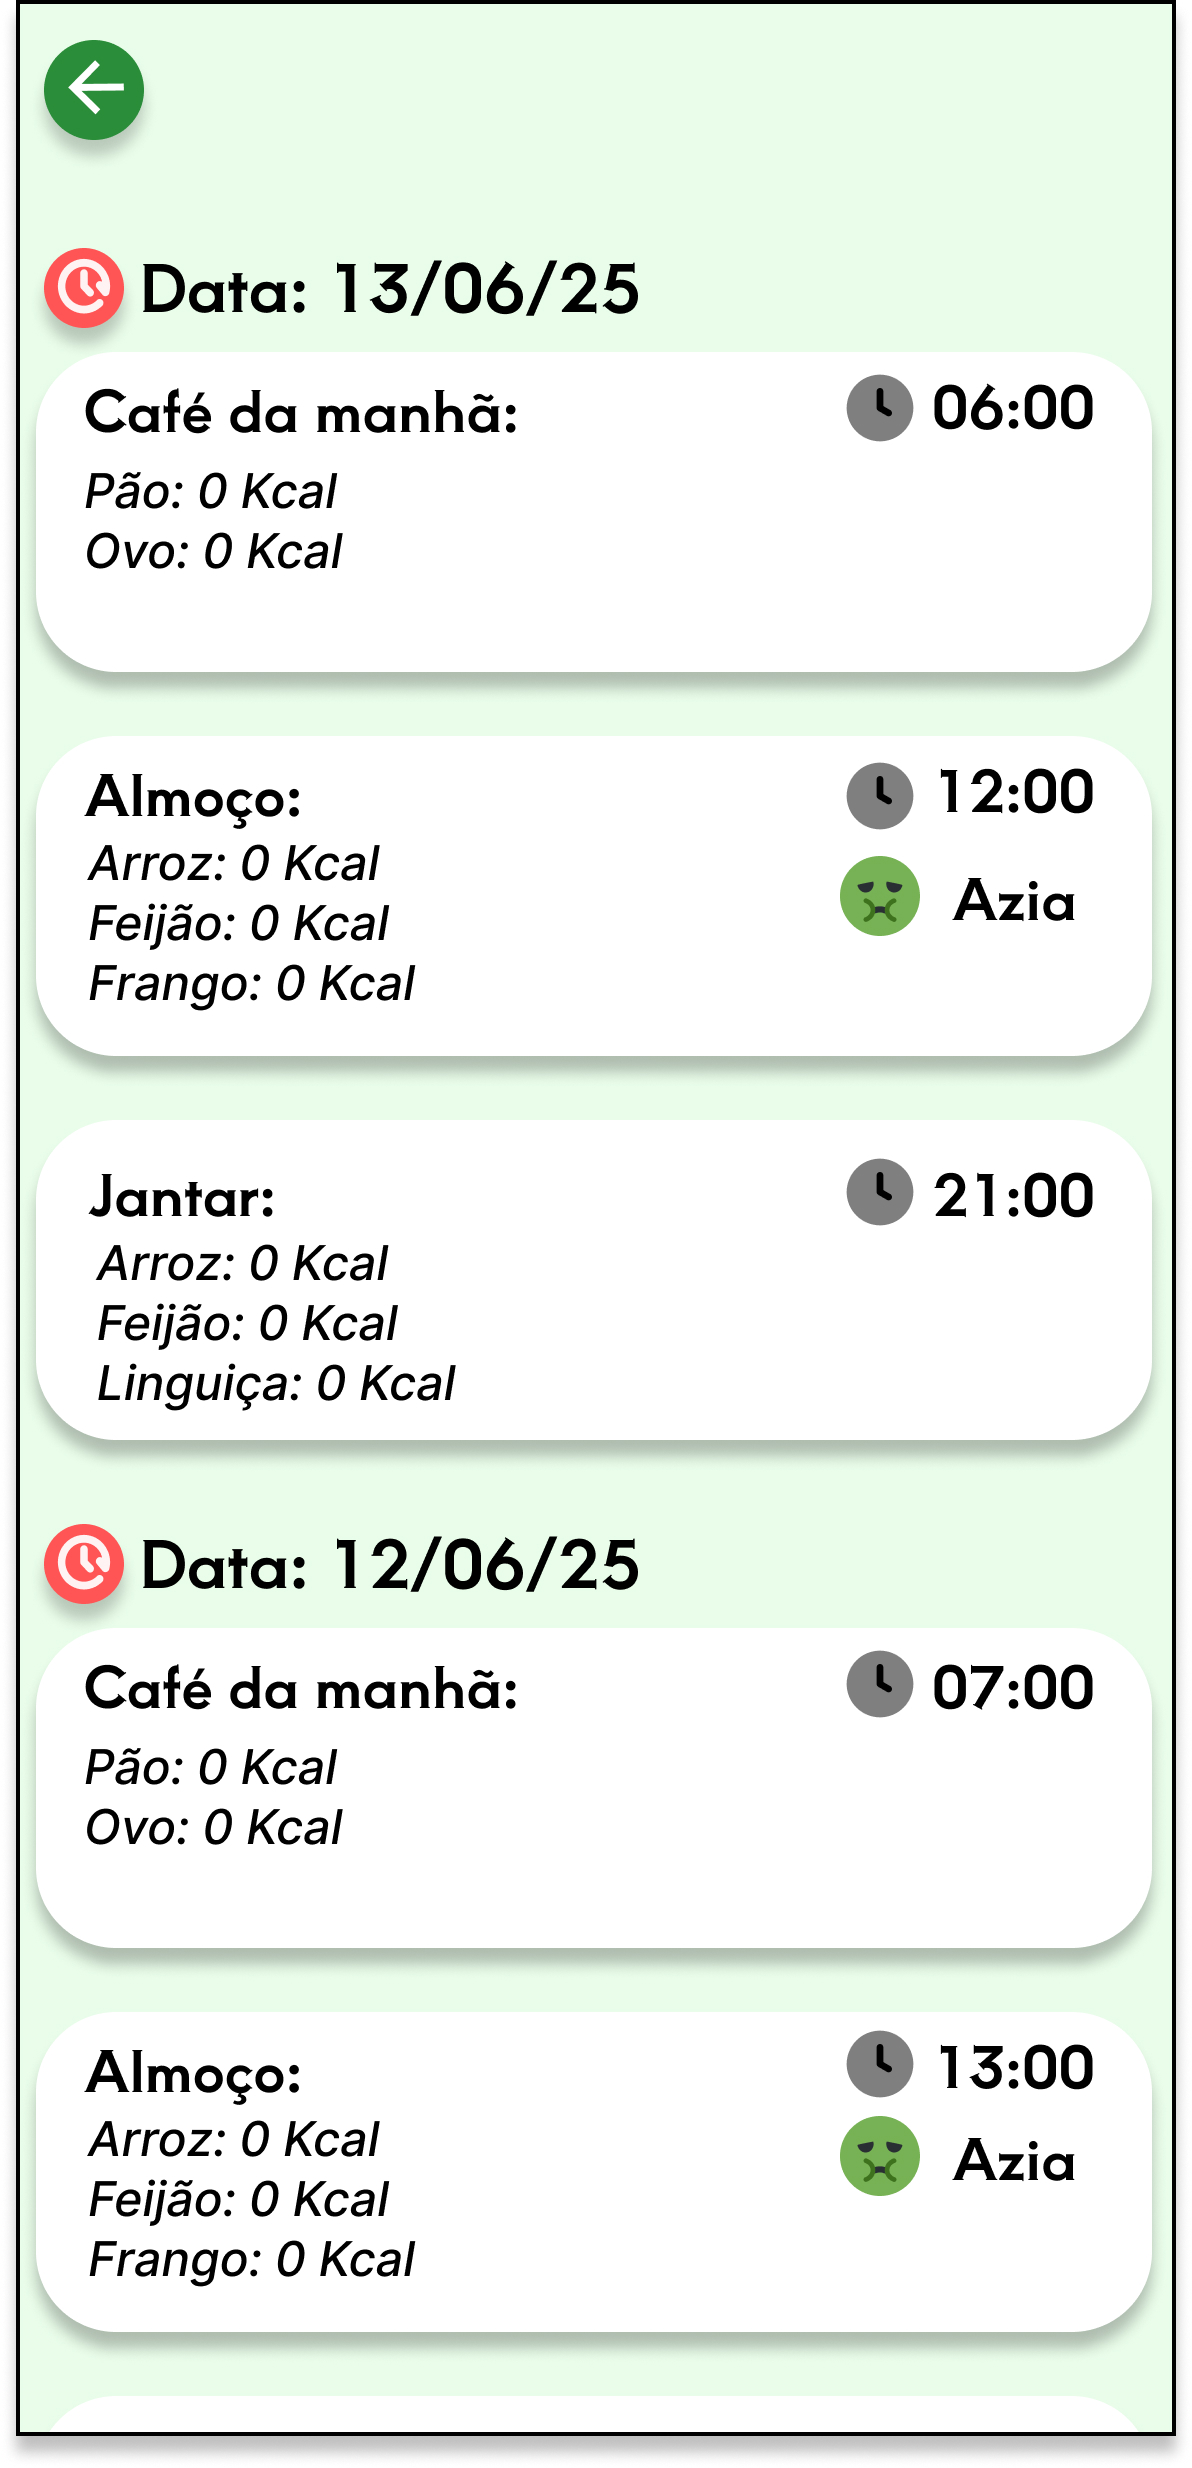 Data: 13/06/25
Café da manhã: 06:00
Pão: 0 Kcal
Ovo: 0 Kcal
Almoço: 12:00
Arroz: 0 Kcal
Azia
Feijão: 0 Kcal
Frango: 0 Kcal
Jantar: 21:00
Arroz: 0 Kcal
Feijão: 0 Kcal
Linguiça: 0 Kcal
Data: 12/06/25
Café da manhã: 07:00
Pão: 0 Kcal
Ovo: 0 Kcal
Almoço: 13:00
Arroz: 0 Kcal
Azia
Feijão: 0 Kcal
Frango: 0 Kcal